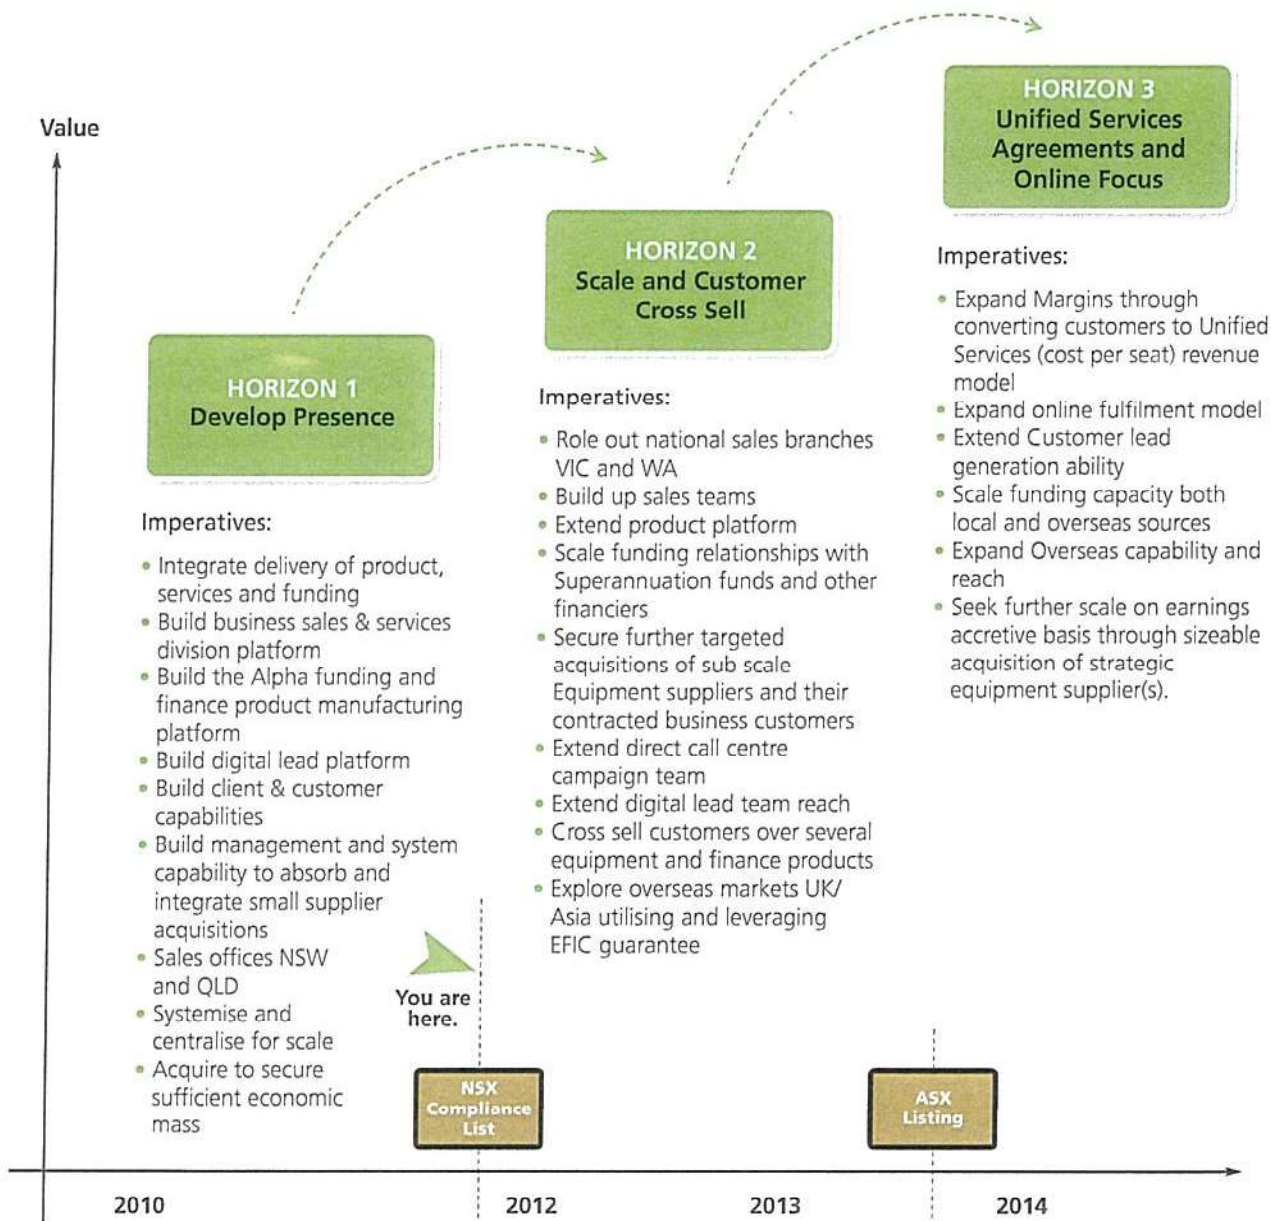 Value
HORIZON 1
Develop Presence
Imperatives:
• Integrate delivery of product,
services and funding
• Build business sales & services
division platform
• Build the Alpha funding and
finance product manufacturing
platform
• Build digital lead platform
• Build client & customer
capabilities
• Build management and system
capability to absorb and
integrate small supplier
acquisitions
• Sales offices NSW
and QLD
• Systemise and
centralise for scale
• Acquire to secure
sufficient economic
mass
You are
here.
NSX
Compliance
List
HORIZON 2
Scale and Customer
Cross Sell
Imperatives:
• Role out national sales branches
VIC and WA
• Build up sales teams
• Extend product platform
• Scale funding relationships with
Superannuation funds and other
financiers
• Secure further targeted
acquisitions of sub scale
Equipment suppliers and their
contracted business customers
• Extend direct call centre
campaign team
• Extend digital lead team reach
• Cross sell customers over several
equipment and finance products
• Explore overseas markets UK/
Asia utilising and leveraging
EFIC guarantee
HORIZON 3
Unified Services
Agreements and
Online Focus
Imperatives:
• Expand Margins through
converting customers to Unified
Services (cost per seat) revenue
model
• Expand online fulfilment model
• Extend Customer lead
generation ability
• Scale funding capacity both
local and overseas sources
• Expand Overseas capability and
reach
• Seek further scale on earnings
accretive basis through sizeable
acquisition of strategic
equipment supplier(s).
ASX
Listing
2010
2012
2013
2014